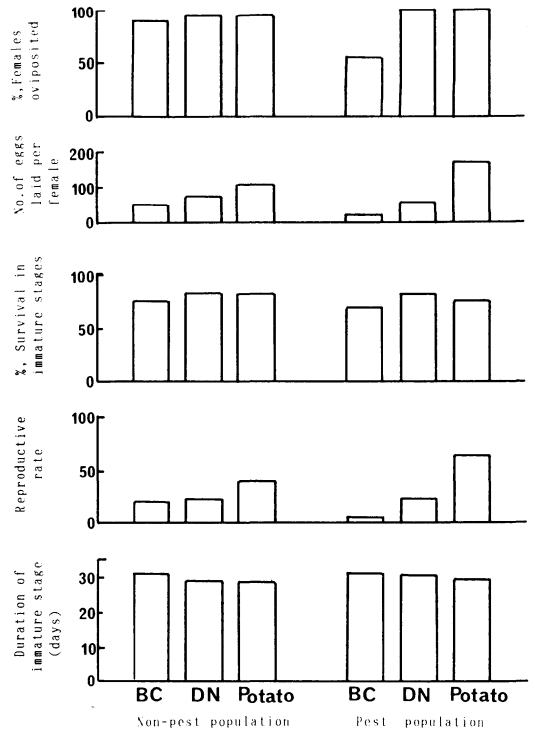 %,Females
oviposited
100
50
0
No.of eggs
laid per
female
200
100
0
%, Survival in
immature stages
100
50
0
Reproductive
rate
100
50
0
Duration of
immature stage
(days)
30
20
10
0
BC DN Potato BC DN Potato
Non-pest population Pest population